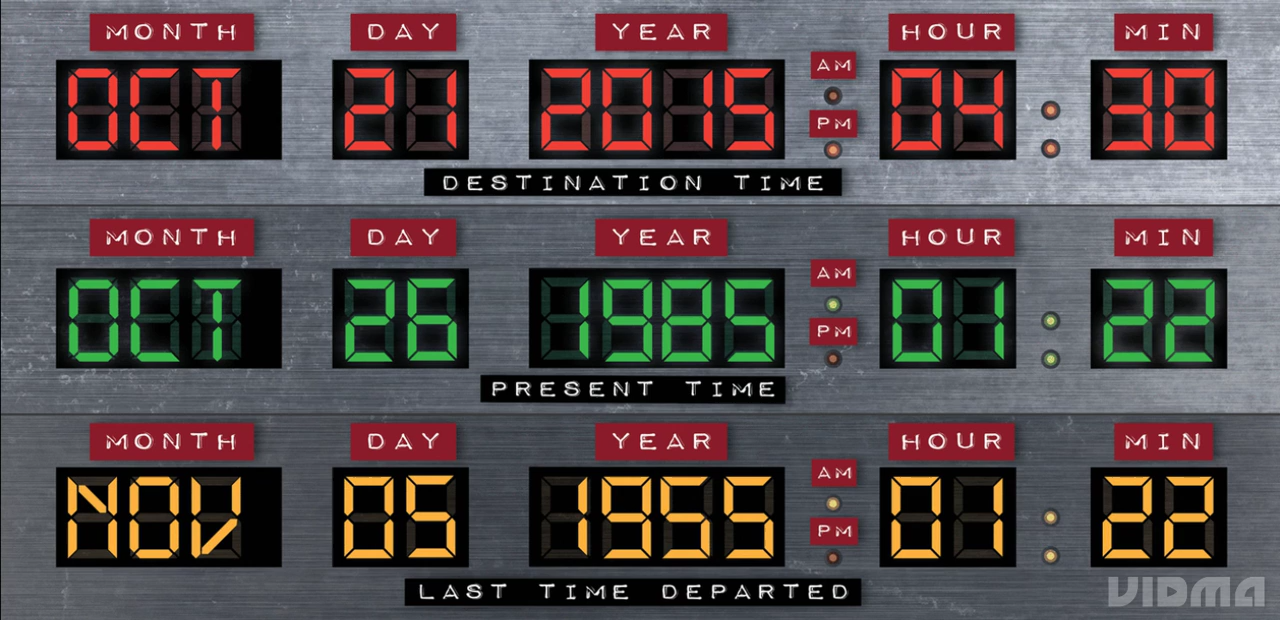 MONTH DAY YEAR HOUR MIN
AM
PM
OCT 21 2015 04 : 30
DESTINATION TIME
MONTH DAY YEAR HOUR MIN
AM
PM
OCT 26 1985 01 : 22
PRESENT TIME
MONTH DAY YEAR HOUR MIN
AM
PM
NOV 05 1955 01 : 22
LAST TIME DEPARTED
VIDMA